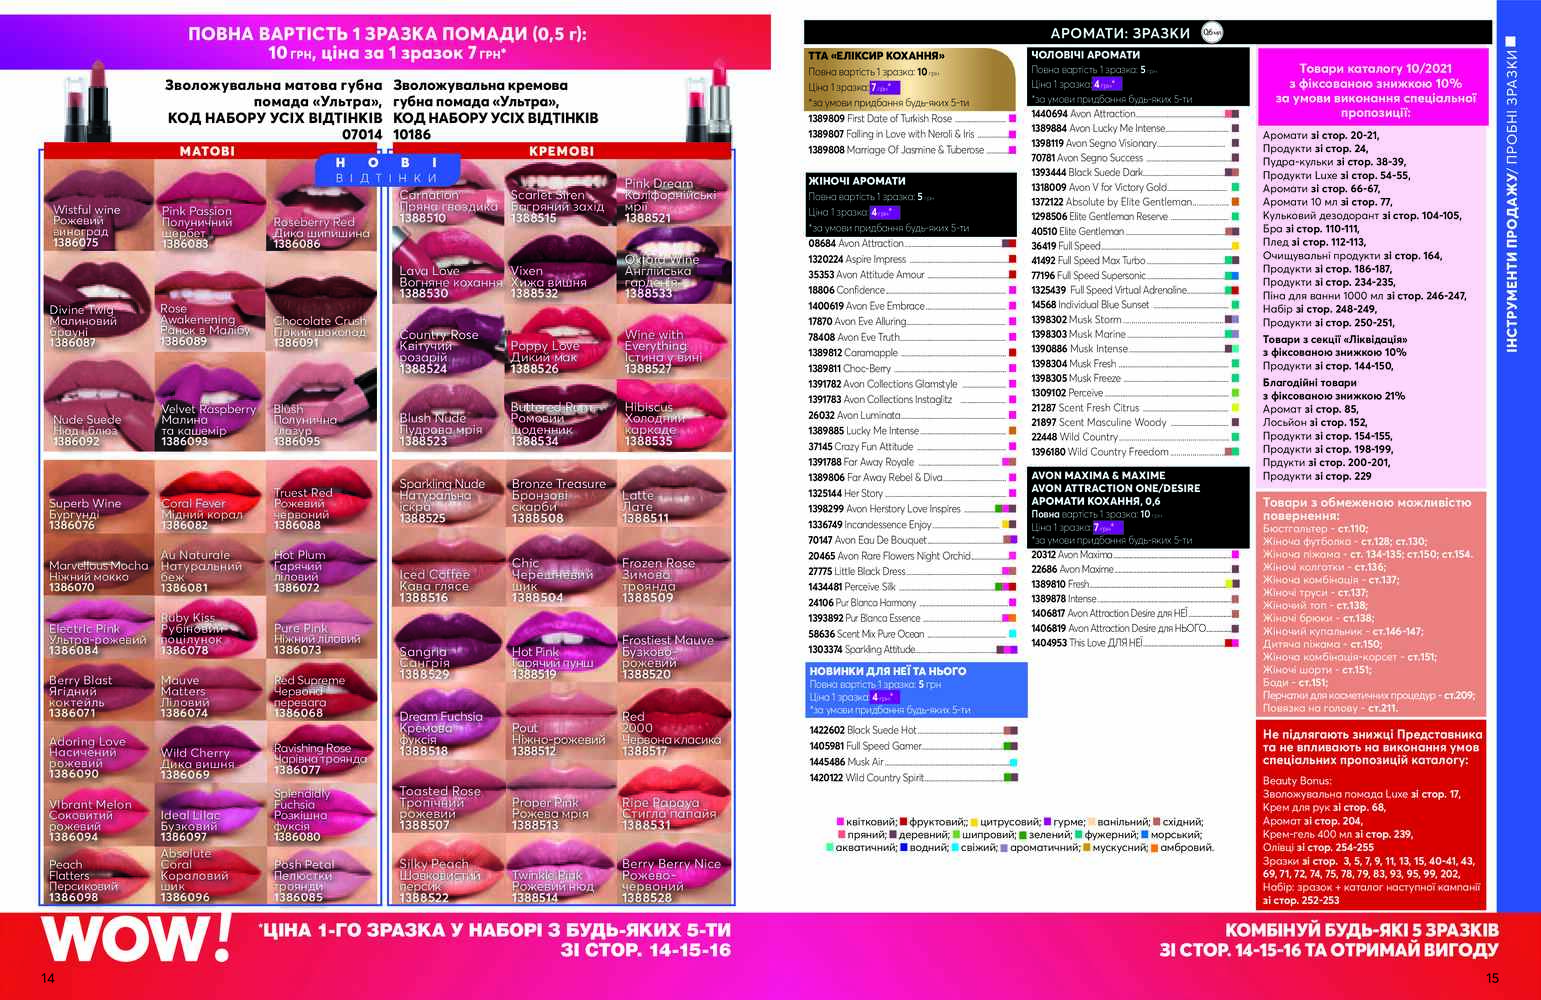 ПОВНА ВАРТІСТЬ 1 ЗРАЗКА ПОМАДИ (0,5 г):
10 ГРН, ціна за 1 зразок 7 ГРН*
Зволожувальна матова губна
помада «Ультра»,
КОД НАБОРУ УСІХ ВІДТІНКІВ
07014
Зволожувальна кремова
губна помада «Ультра»,
КОД НАБОРУ УСІХ ВІДТІНКІВ
10186
МАТОВІ
КРЕМОВІ
НОВІ
ВІДТІНКИ
Wistful wine
Рожевий
виноград
1386075
Pink Passion
Полуничний
щербет
1386083
Roseberry Red
Дика шипшина
1386086
Divine Twig
Малиновий
брауні
1386087
Rose
Awakenening
Ранок в Малібу
1386089
Chocolate Crush
Гіркий шоколад
1386091
Nude Suede
Нюд і блюз
1386092
Velvet Raspberry
Малина
та кашемір
1386093
Blush
Полунична
глазур
1386095
Superb Wine
Бургунді
1386076
Coral Fever
Мідний корал
1386082
Truest Red
Рожевий
червоний
1386088
Marvellous Mocha
Ніжний мокко
1386070
Au Naturale
Натуральний
беж
1386081
Hot Plum
Гарячий
ліловий
1386072
Electric Pink
Ультра-рожевий
1386084
Ruby Kiss
Рубіновий
поцілунок
1386078
Pure Pink
Ніжний ліловий
1386073
Berry Blast
Ягідний
коктейль
1386071
Mauve
Matters
Ліловий
1386074
Red Supreme
Червона
перевага
1386068
Adoring Love
Насичений
рожевий
1386090
Wild Cherry
Дика вишня
1386069
Ravishing Rose
Чарівна троянда
1386077
VIbrant Melon
Соковитий
рожевий
1386094
Ideal Lilac
Бузковий
1386097
Splendidly
Fuchsia
Розкішна
фуксія
1386080
Peach
Flatters
Персиковий
1386098
Absolute
Coral
Кораловий
шик
1386096
Posh Petal
Пелюстки
троянди
1386085
Carnation
Пряна гвоздика
1388510
Scarlet Siren
Багряний захід
1388515
Pink Dream
Каліфорнійські
мрії
1388521
Lava Love
Вогняне кохання
1388530
Vixen
Хижа вишня
1388532
Oxford Wine
Англійська
гарденія
1388533
Country Rose
Квітучий
розарій
1388524
Poppy Love
Дикий мак
1388526
Wine with
Everything
Істина у вині
1388527
Blush Nude
Пудрова мрія
1388523
Buttered Rum
Ромовий
щоденник
1388534
Hibiscus
Холодний
каркаде
1388535
Sparkling Nude
Натуральна
іскра
1388525
Bronze Treasure
Бронзові
скарби
1388508
Latte
Лате
1388511
Iced Coffee
Кава глясе
1388516
Chic
Черешневий
шик
1388504
Frozen Rose
Зимова
троянда
1388509
Sangria
Сангрія
1388529
Hot Pink
Гарячий пунш
1388519
Frostiest Mauve
Бузково-
рожевий
1388520
Dream Fuchsia
Кремова
фуксія
1388518
Pout
Ніжно-рожевий
1388512
Red
2000
Червона класика
1388517
Toasted Rose
Тропічний
рожевий
1388507
Proper Pink
Рожева мрія
1388513
Ripe Papaya
Стигла папайя
1388531
Silky Peach
Шовковистий
персик
1388522
Twinkle Pink
Рожевий нюд
1388514
Berry Berry Nice
Рожево-
червоний
1388528
WOW!
*ЦІНА 1-ГО ЗРАЗКА У НАБОРІ З БУДЬ-ЯКИХ 5-ТИ
ЗІ СТОР. 14-15-16
14
АРОМАТИ: ЗРАЗКИ 0,6 мл
ТТА «ЕЛІКСИР КОХАННЯ»
Повна вартість 1 зразка: 10 грн
Ціна 1 зразка: 7 грн*
*за умови придбання будь-яких 5-ти
1389809 First Date of Turkish Rose
1389807 Falling in Love with Neroli & Iris
1389808 Marriage Of Jasmine & Tuberose
ЖІНОЧІ АРОМАТИ
Повна вартість 1 зразка: 5 грн
Ціна 1 зразка: 4 грн*
*за умови придбання будь-яких 5-ти
08684 Avon Attraction
1320224 Aspire Impress
35353 Avon Attitude Amour
18806 Confidence
1400619 Avon Eve Embrace
17870 Avon Eve Alluring
78408 Avon Eve Truth
1389812 Caramapple
1389811 Choc-Berry
1391782 Avon Collections Glamstyle
1391783 Avon Collections Instaglitz
26032 Avon Luminata
1389885 Lucky Me Intense
37145 Crazy Fun Attitude
1391788 Far Away Royale
1389806 Far Away Rebel & Diva
1325144 Her Story
1398299 Avon Herstory Love Inspires
1336749 Incandessence Enjoy
70147 Avon Eau De Bouquet
20465 Avon Rare Flowers Night Orchid
27775 Little Black Dress
1434481 Perceive Silk
24106 Pur Blanca Harmony
1393892 Pur Blanca Essence
58636 Scent Mix Pure Ocean
1303374 Sparkling Attitude
НОВИНКИ ДЛЯ НЕЇ ТА НЬОГО
Повна вартість 1 зразка: 5 грн
Ціна 1 зразка: 4 грн*
*за умови придбання будь-яких 5-ти
1422602 Black Suede Hot
1405981 Full Speed Gamer
1445486 Musk Air
1420122 Wild Country Spirit
ЧОЛОВІЧІ АРОМАТИ
Повна вартість 1 зразка: 5 грн
Ціна 1 зразка: 4 грн*
*за умови придбання будь-яких 5-ти
1440694 Avon Attraction
1389884 Avon Lucky Me Intense
1398119 Avon Segno Visionary
70781 Avon Segno Success
1393444 Black Suede Dark
1318009 Avon V for Victory Gold
1372122 Absolute by Elite Gentleman
1298506 Elite Gentleman Reserve
40510 Elite Gentleman
36419 Full Speed
41492 Full Speed Max Turbo
77196 Full Speed Supersonic
1325439 Full Speed Virtual Adrenoline
14568 Individual Blue Sunset
1398302 Musk Storm
1398303 Musk Marine
1390886 Musk Intense
1398304 Musk Fresh
1398305 Musk Freeze
1309102 Perceive
21287 Scent Fresh Citrus
21897 Scent Masculine Woody
22448 Wild Country
1396180 Wild Country Freedom
AVON MAXIMA & MAXIME
AVON ATTRACTION ONE/DESIRE
АРОМАТИ КОХАННЯ, 0,6
Повна вартість 1 зразка: 10 грн
Ціна 1 зразка: 7 грн*
*за умови придбання будь-яких 5-ти
20312 Avon Maxima
22686 Avon Maxime
1389810 Fresh
1389878 Intense
1406817 Avon Attraction Desire для НЕЇ
1406819 Avon Attraction Desire для НЬОГО
1404953 This Love ДЛЯ НЕЇ
квітковий; фруктовий; цитрусовий; гурме; ванільний; східний;
пряний; деревний; шипровий; зелений; фужерний; морський;
акватичний; водний; свіжий; ароматичний; мускусний; амбровий.
Товари каталогу 10/2021
з фіксованою знижкою 10%
за умови виконання спеціальної
пропозиції:
Аромати зі стор. 20-21,
Продукти зі стор. 24,
Пудра-кульки зі стор. 38-39,
Продукти Luxe зі стор. 54-55,
Аромати зі стор. 66-67,
Аромати 10 мл зі стор. 77,
Кульковий дезодорант зі стор. 104-105,
Бра зі стор. 110-111,
Плед зі стор. 112-113,
Очищувальні продукти зі стор. 164,
Продукти зі стор. 186-187,
Продукти зі стор. 234-235,
Піна для ванни 1000 мл зі стор. 246-247,
Набір зі стор. 248-249,
Продукти зі стор. 250-251,
Товари з секції «Ліквідація»
з фіксованою знижкою 10%
Продукти зі стор. 144-150,
Благодійні товари
з фіксованою знижкою 21%
Аромат зі стор. 85,
Лосьйон зі стор. 152,
Продукти зі стор. 154-155,
Продукти зі стор. 198-199,
Прдукти зі стор. 200-201,
Продукти зі стор. 229
Товари з обмеженою можливістю
повернення:
Бюстгальтер - ст.110;
Жіноча футболка - ст.128; ст.130;
Жіноча піжама - ст. 134-135; ст.150; ст.154.
Жіночі колготки - ст.136;
Жіноча комбінація - ст.137;
Жіночі труси - ст.137;
Жіночий топ - ст.138;
Жіночі брюки - ст.138;
Жіночий купальник - ст.146-147;
Дитяча піжама - ст.150;
Жіноча комбінація-корсет - ст.151;
Жіночі шорти - ст.151;
Боди - ст.151;
Перчатки для косметичних процедур - ст.209;
Повязка на голову - ст.211.
Не підлягають знижці Представника
та не впливають на виконання умов
спеціальних пропозицій каталогу:
Beauty Bonus:
Зволожувальна помада Luxe зі стор. 17,
Крем для рук зі стор. 68,
Аромат зі стор. 204,
Крем-гель 400 мл зі стор. 239,
Олівці зі стор. 254-255
Зразки зі стор. 3, 5, 7, 9, 11, 13, 15, 40-41, 43,
69, 71, 72, 74, 75, 78, 79, 83, 93, 95, 99, 202,
Набір: зразок + каталог наступної кампанії
зі стор. 252-253
ІНСТРУМЕНТИ ПРОДАЖУ/ ПРОБНІ ЗРАЗКИ
КОМБІНУЙ БУДЬ-ЯКІ 5 ЗРАЗКІВ
ЗІ СТОР. 14-15-16 ТА ОТРИМАЙ ВИГОДУ
15